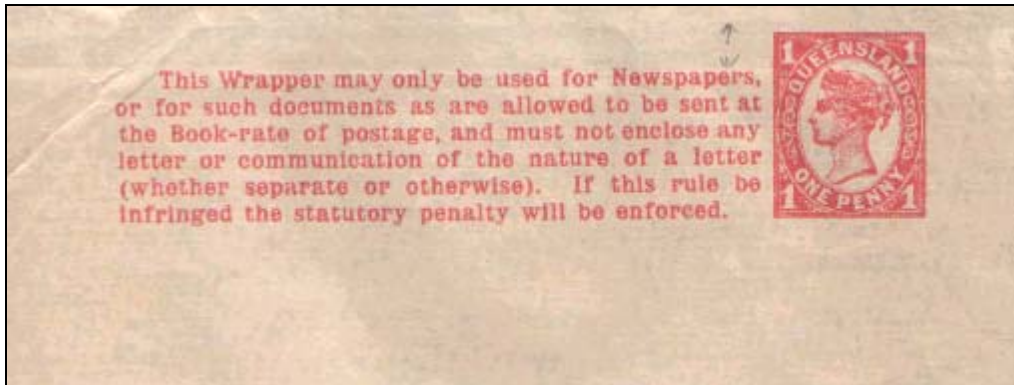 This Wrapper may only be used for Newspapers,
or for such documents as are allowed to be sent at
the Book-rate of postage, and must not enclose any
letter or communication of the nature of a letter
(whether separate or otherwise). If this rule be
infringed the statutory penalty will be enforced.
1 1
QUEENSLAND
ONE PENNY
1 1